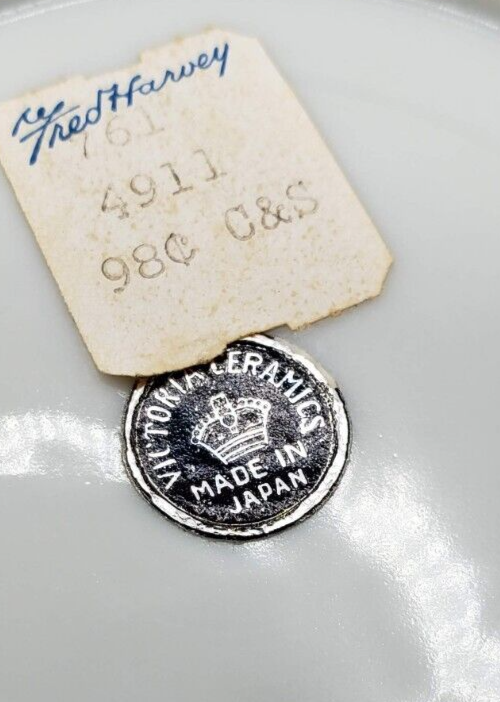 Fred Harvey
761
4911
98¢ C&S
VICTORIA CERAMICS
MADE IN
JAPAN